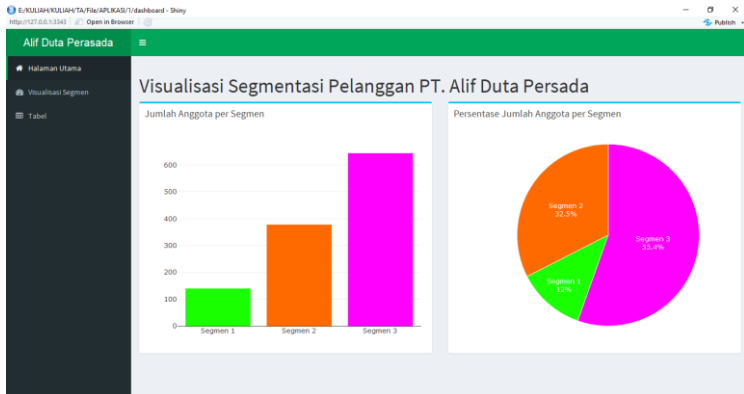 E:/KULIAH/KULIAH/TA/File/APLIKASI/1/dashboard - Shiny
http://127.0.0.1:3343 Open in Browser Publish
Alif Duta Perasada
Halaman Utama
Visualisasi Segmen
Tabel
Visualisasi Segmentasi Pelanggan PT. Alif Duta Persada
Jumlah Anggota per Segmen
600
500
400
300
200
100
0
Segmen 1 Segmen 2 Segmen 3
Persentase Jumlah Anggota per Segmen
Segmen 2
32.5%
Segmen 3
55.4%
Segmen 1
12%